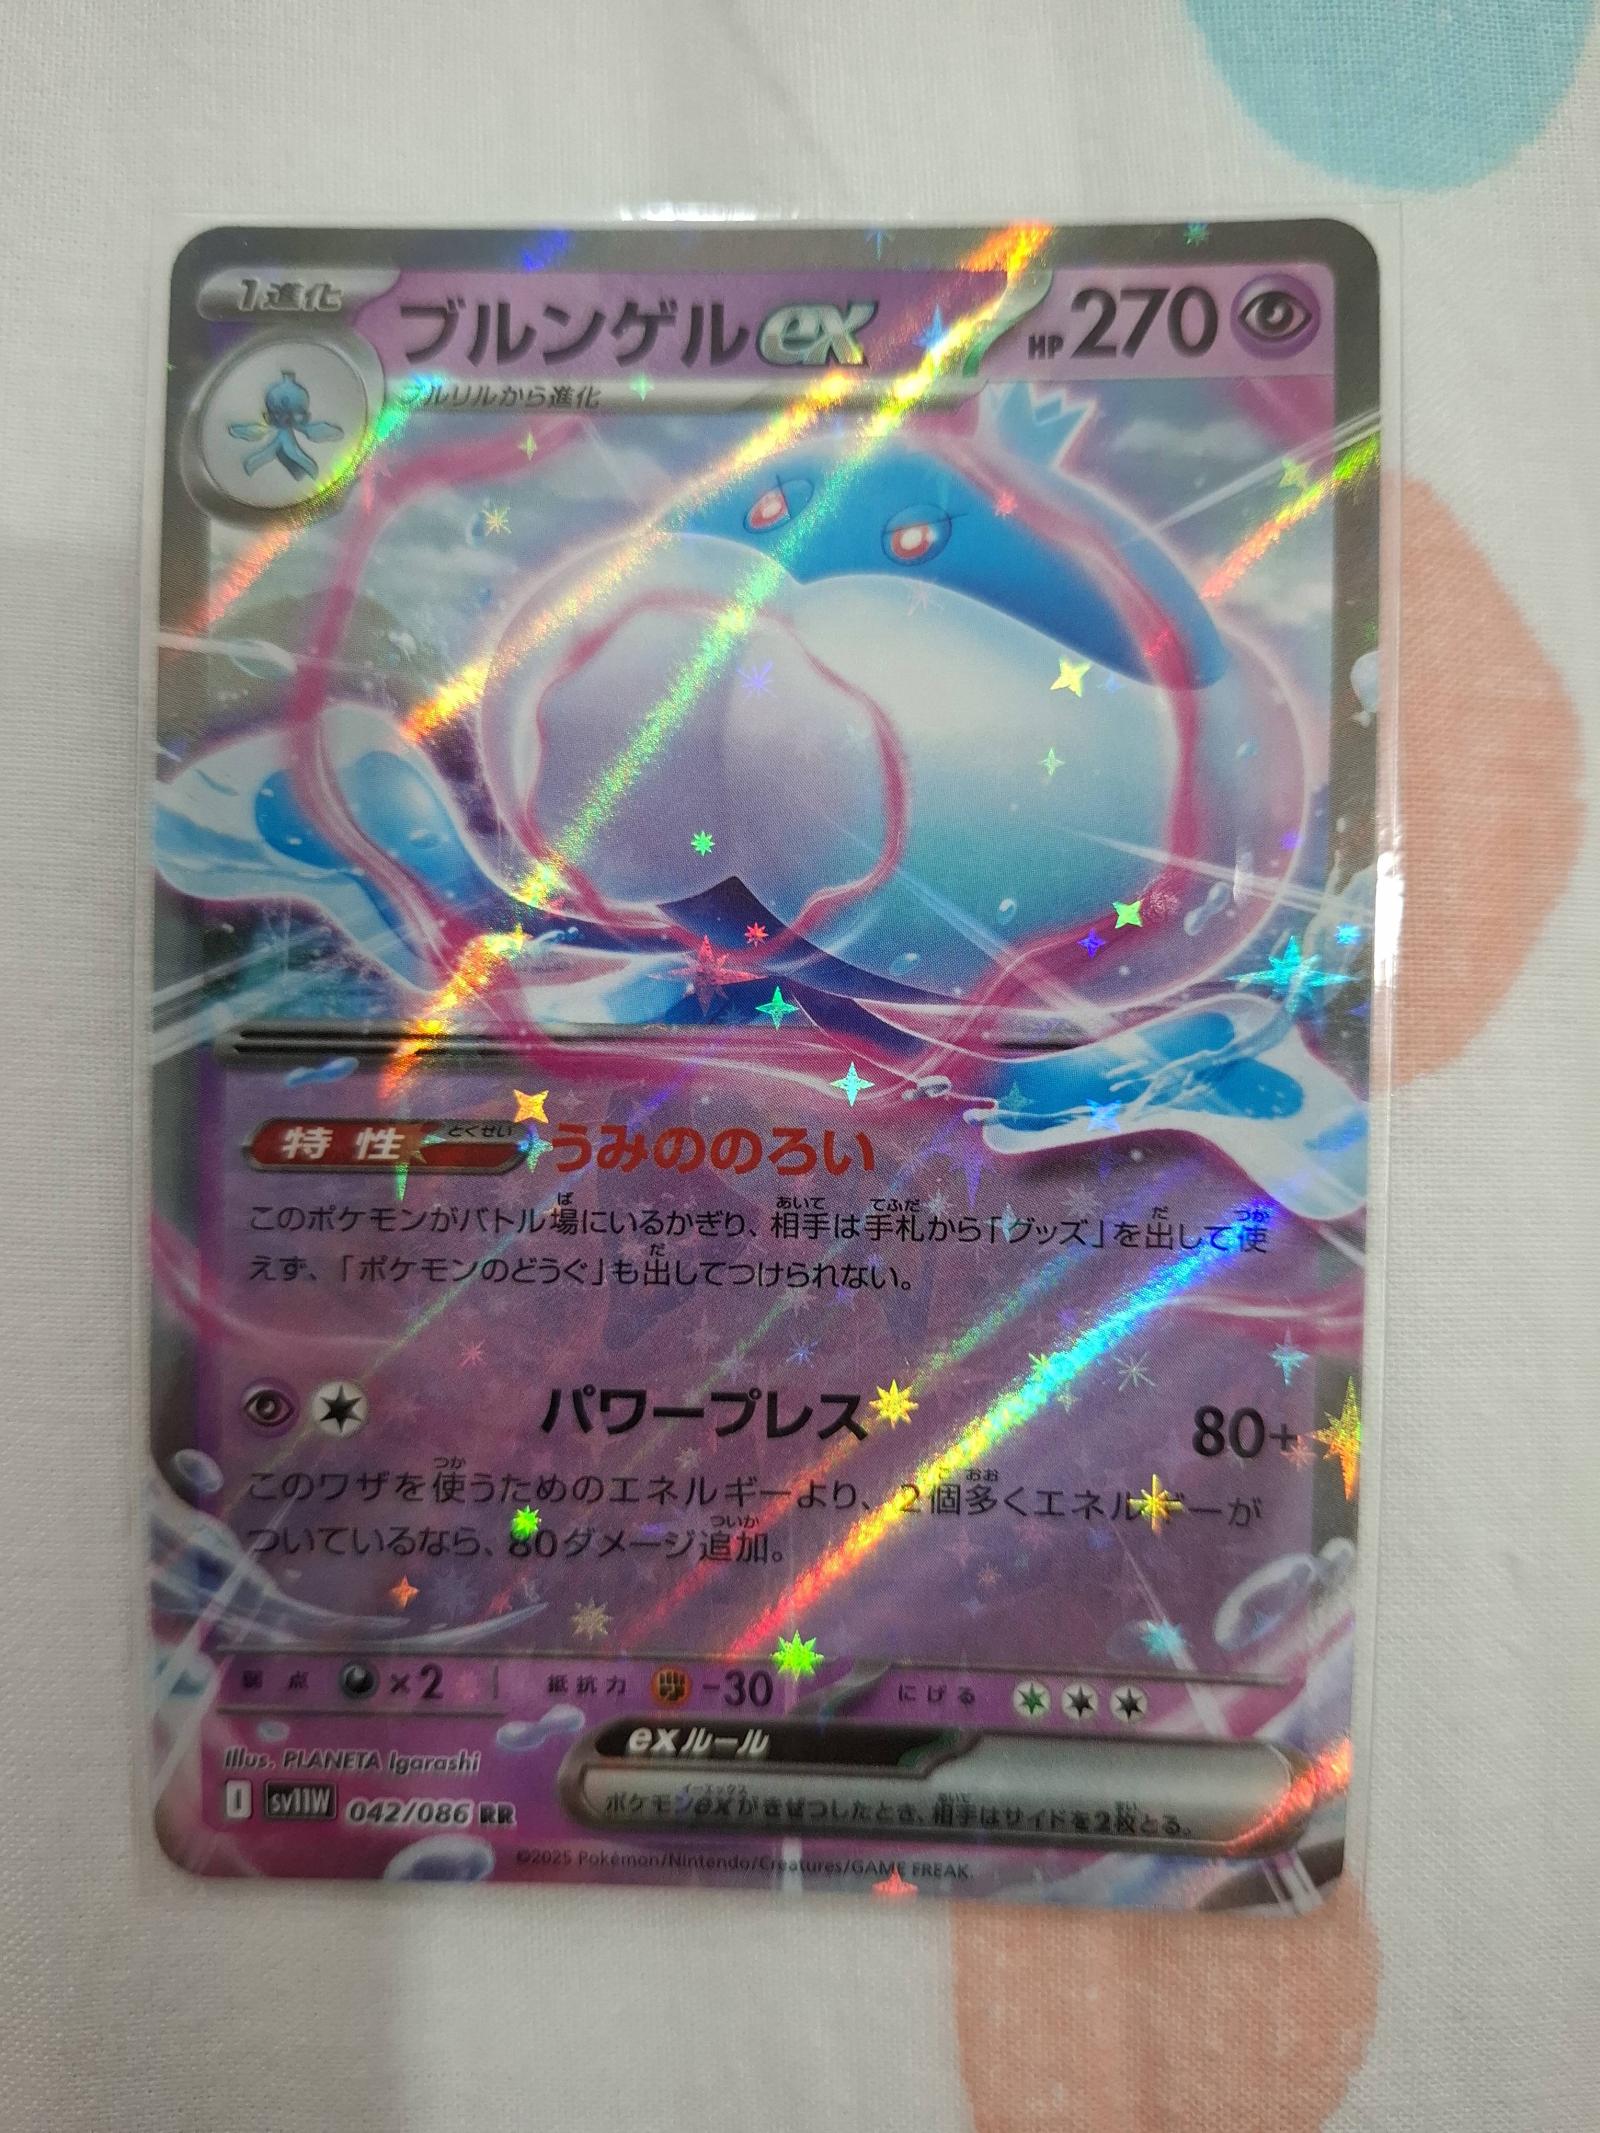 1進化
ブルンゲルex
HP 270
ブルリルから進化
特性 とくせい うみののろい
このポケモンがバトル場にいるかぎり、相手は手札から「グッズ」を出して使
えず、「ポケモンのどうぐ」も出してつけられない。
パワープレス 80+
このワザを使うためのエネルギーより、2個多くエネルギーが
ついているなら、80ダメージ追加。
弱点 ×2 抵抗力 -30 にげる
exルール
ポケモンexがきぜつしたとき、相手はサイドを2枚とる。
Illus. PLANETA Igarashi
I sv11W 042/086 RR
©2025 Pokémon/Nintendo/Creatures/GAME FREAK.